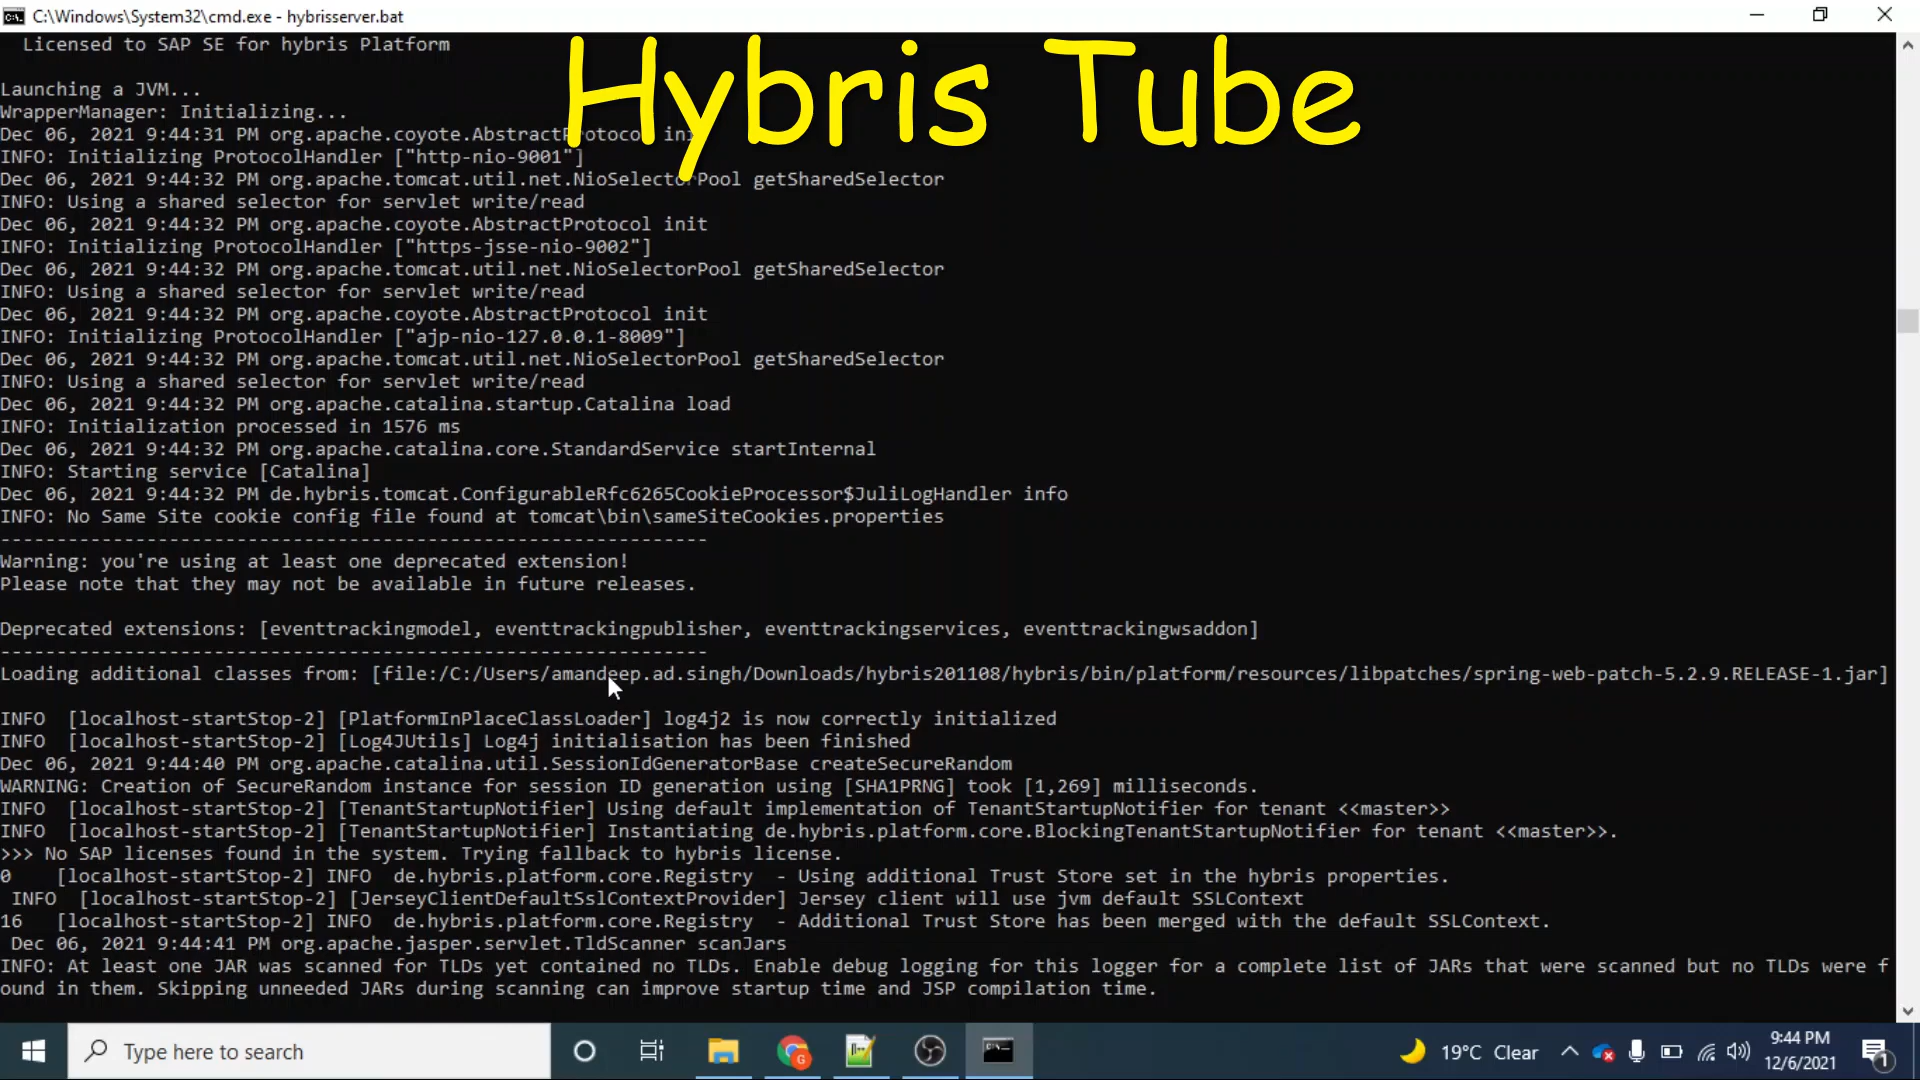 C:\Windows\System32\cmd.exe - hybrisserver.bat
Hybris Tube
Licensed to SAP SE for hybris Platform
Launching a JVM...
WrapperManager: Initializing...
Dec 06, 2021 9:44:31 PM org.apache.coyote.AbstractProtocol init
INFO: Initializing ProtocolHandler ["http-nio-9001"]
Dec 06, 2021 9:44:32 PM org.apache.tomcat.util.net.NioSelectorPool getSharedSelector
INFO: Using a shared selector for servlet write/read
Dec 06, 2021 9:44:32 PM org.apache.coyote.AbstractProtocol init
INFO: Initializing ProtocolHandler ["https-jsse-nio-9002"]
Dec 06, 2021 9:44:32 PM org.apache.tomcat.util.net.NioSelectorPool getSharedSelector
INFO: Using a shared selector for servlet write/read
Dec 06, 2021 9:44:32 PM org.apache.coyote.AbstractProtocol init
INFO: Initializing ProtocolHandler ["ajp-nio-127.0.0.1-8009"]
Dec 06, 2021 9:44:32 PM org.apache.tomcat.util.net.NioSelectorPool getSharedSelector
INFO: Using a shared selector for servlet write/read
Dec 06, 2021 9:44:32 PM org.apache.catalina.startup.Catalina load
INFO: Initialization processed in 1576 ms
Dec 06, 2021 9:44:32 PM org.apache.catalina.core.StandardService startInternal
INFO: Starting service [Catalina]
Dec 06, 2021 9:44:32 PM de.hybris.tomcat.ConfigurableRfc6265CookieProcessor$JuliLogHandler info
INFO: No Same Site cookie config file found at tomcat\bin\sameSiteCookies.properties
---------------------------------------------------------------
Warning: you're using at least one deprecated extension!
Please note that they may not be available in future releases.
Deprecated extensions: [eventtrackingmodel, eventtrackingpublisher, eventtrackingservices, eventtrackingwsaddon]
---------------------------------------------------------------
Loading additional classes from: [file:/C:/Users/amandeep.ad.singh/Downloads/hybris201108/hybris/bin/platform/resources/libpatches/spring-web-patch-5.2.9.RELEASE-1.jar]
INFO  [localhost-startStop-2] [PlatformInPlaceClassLoader] log4j2 is now correctly initialized
INFO  [localhost-startStop-2] [Log4JUtils] Log4j initialisation has been finished
Dec 06, 2021 9:44:40 PM org.apache.catalina.util.SessionIdGeneratorBase createSecureRandom
WARNING: Creation of SecureRandom instance for session ID generation using [SHA1PRNG] took [1,269] milliseconds.
INFO  [localhost-startStop-2] [TenantStartupNotifier] Using default implementation of TenantStartupNotifier for tenant <<master>>
INFO  [localhost-startStop-2] [TenantStartupNotifier] Instantiating de.hybris.platform.core.BlockingTenantStartupNotifier for tenant <<master>>.
>>> No SAP licenses found in the system. Trying fallback to hybris license.
0    [localhost-startStop-2] INFO  de.hybris.platform.core.Registry  - Using additional Trust Store set in the hybris properties.
INFO  [localhost-startStop-2] [JerseyClientDefaultSslContextProvider] Jersey client will use jvm default SSLContext
16   [localhost-startStop-2] INFO  de.hybris.platform.core.Registry  - Additional Trust Store has been merged with the default SSLContext.
Dec 06, 2021 9:44:41 PM org.apache.jasper.servlet.TldScanner scanJars
INFO: At least one JAR was scanned for TLDs yet contained no TLDs. Enable debug logging for this logger for a complete list of JARs that were scanned but no TLDs were f
ound in them. Skipping unneeded JARs during scanning can improve startup time and JSP compilation time.
Type here to search
19°C Clear
9:44 PM
12/6/2021
1